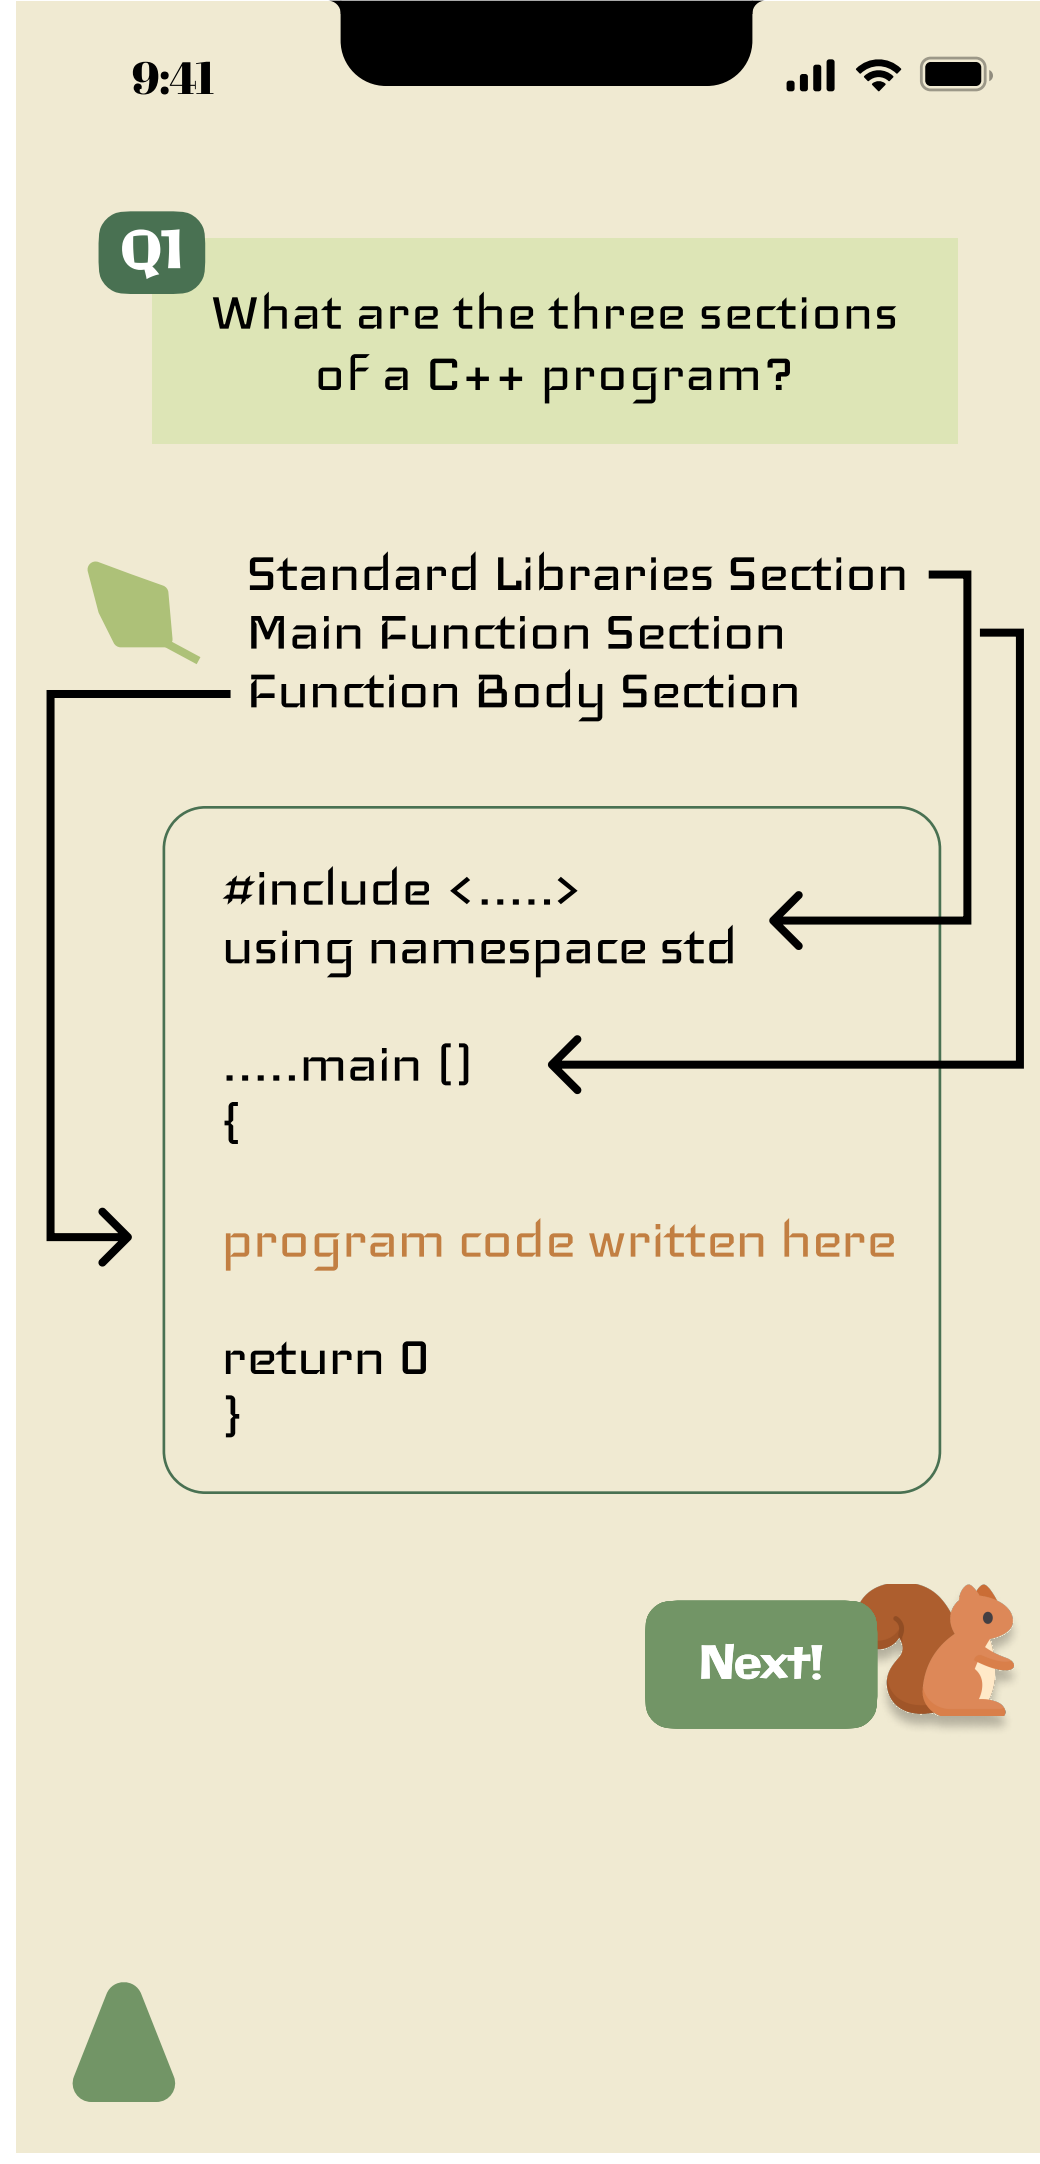 9:41
Q1
What are the three sections
of a C++ program?
Standard Libraries Section
Main Function Section
Function Body Section
#include <.....>
using namespace std
.....main ()
{
program code written here
return 0
}
Next!